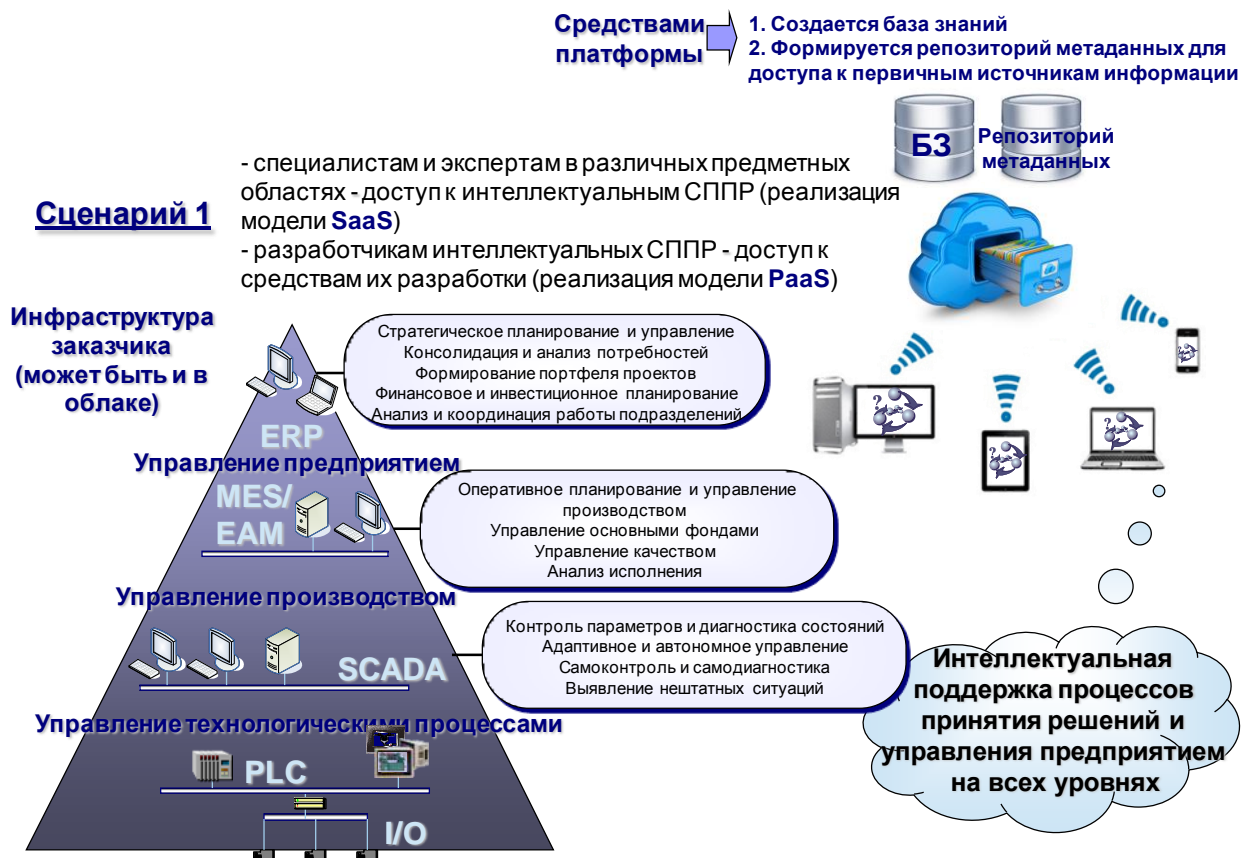 Средствами
платформы
1. Создается база знаний
2. Формируется репозиторий метаданных для
доступа к первичным источникам информации
БЗ
Репозиторий
метаданных
Сценарий 1
- специалистам и экспертам в различных предметных
областях - доступ к интеллектуальным СППР (реализация
модели SaaS)
- разработчикам интеллектуальных СППР - доступ к
средствам их разработки (реализация модели PaaS)
Инфраструктура
заказчика
(может быть и в
облаке)
Стратегическое планирование и управление
Консолидация и анализ потребностей
Формирование портфеля проектов
Финансовое и инвестиционное планирование
Анализ и координация работы подразделений
ERP
Управление предприятием
MES/
EAM
Оперативное планирование и управление
производством
Управление основными фондами
Управление качеством
Анализ исполнения
Управление производством
Контроль параметров и диагностика состояний
Адаптивное и автономное управление
Самоконтроль и самодиагностика
Выявление нештатных ситуаций
SCADA
Управление технологическими процессами
PLC
I/O
Интеллектуальная
поддержка процессов
принятия решений и
управления предприятием
на всех уровнях